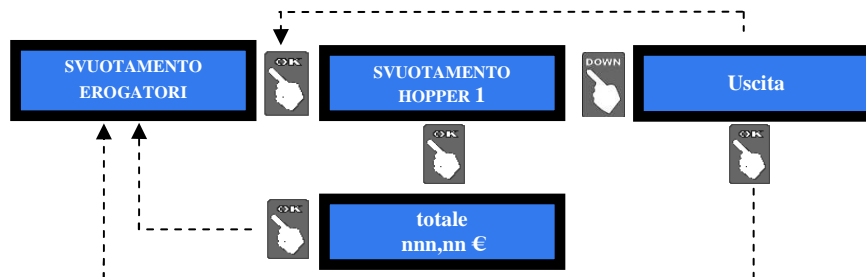 SVUOTAMENTO
EROGATORI
OK
SVUOTAMENTO
HOPPER 1
DOWN
Uscita
OK
OK
OK
totale
nnn,nn €